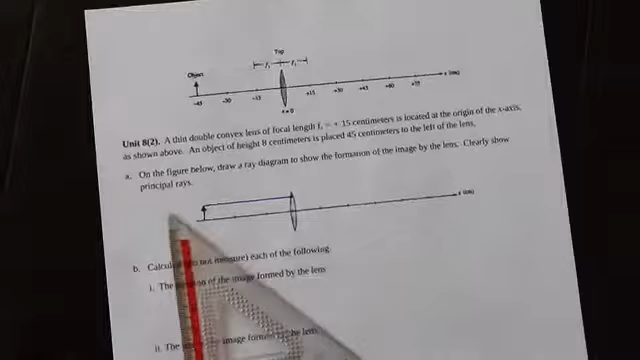 Top
Object
f₁ f₁
x (cm)
-45 -30 -15 +15 +30 +45 +60 +75
x = 0
Unit 8(2). A thin double convex lens of focal length f₁ = + 15 centimeters is located at the origin of the x-axis,
as shown above. An object of height 8 centimeters is placed 45 centimeters to the left of the lens.
a. On the figure below, draw a ray diagram to show the formation of the image by the lens. Clearly show
principal rays.
x (cm)
b. not measure) each of the following.
i. The of the image formed by the lens
ii. The image the lens